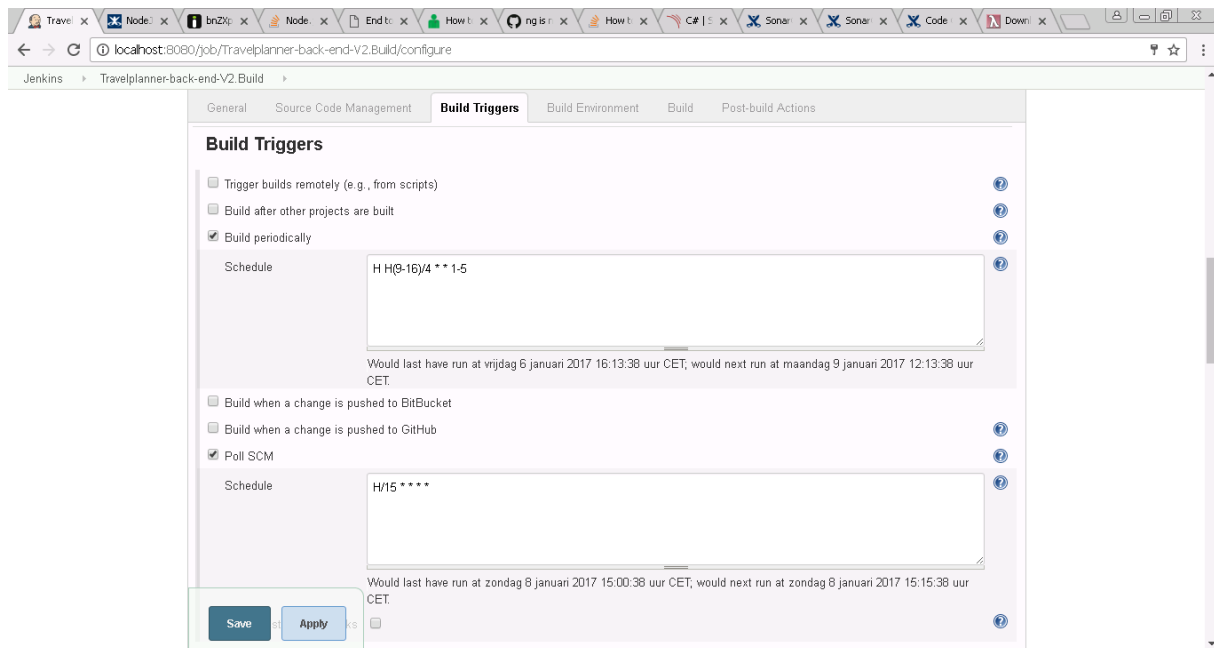 Travel
Node.
bnZXp
Node.
End to
How t
ng is n
How t
C# | S
Sonar
Sonar
Code
Downl
localhost:8080/job/Travelplanner-back-end-V2.Build/configure
Jenkins
Travelplanner-back-end-V2.Build
General Source Code Management Build Triggers Build Environment Build Post-build Actions
Build Triggers
Trigger builds remotely (e.g., from scripts)
Build after other projects are built
Build periodically
Schedule
H H(9-16)/4 * * 1-5
Would last have run at vrijdag 6 januari 2017 16:13:38 uur CET; would next run at maandag 9 januari 2017 12:13:38 uur
CET.
Build when a change is pushed to BitBucket
Build when a change is pushed to GitHub
Poll SCM
Schedule
H/15 * * * *
Would last have run at zondag 8 januari 2017 15:00:38 uur CET; would next run at zondag 8 januari 2017 15:15:38 uur
CET.
Save
Apply